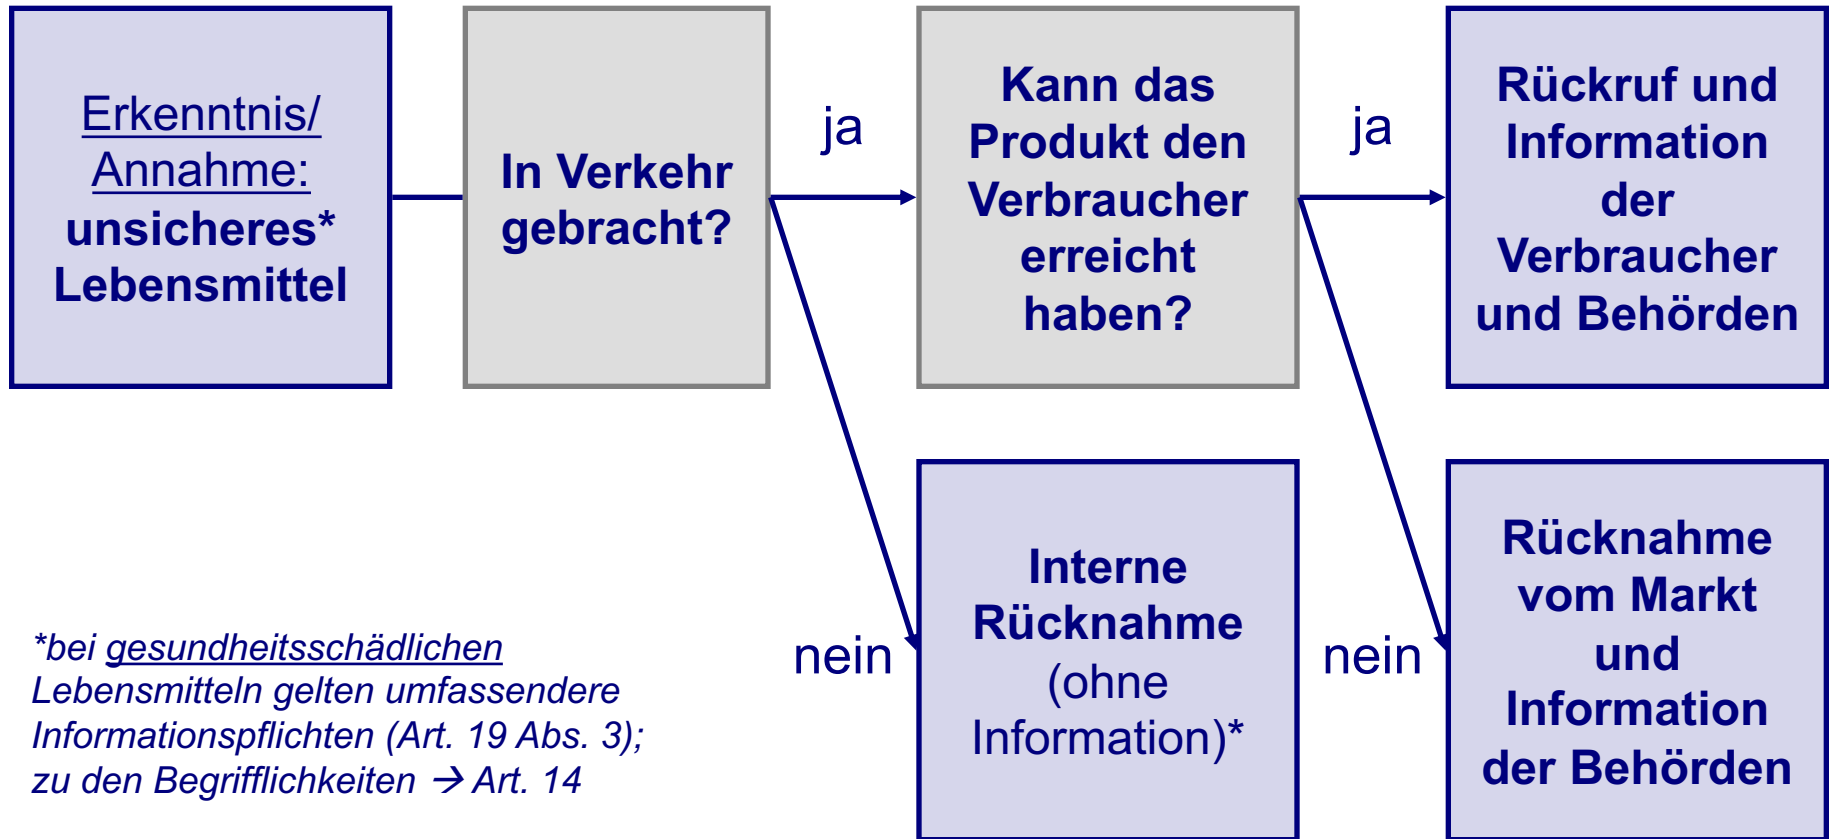 Erkenntnis/
Annahme:
unsicheres*
Lebensmittel
In Verkehr
gebracht?
ja
Kann das
Produkt den
Verbraucher
erreicht
haben?
ja
Rückruf und
Information
der
Verbraucher
und Behörden
nein
Interne
Rücknahme
(ohne
Information)*
nein
Rücknahme
vom Markt
und
Information
der Behörden
*bei gesundheitsschädlichen
Lebensmitteln gelten umfassendere
Informationspflichten (Art. 19 Abs. 3);
zu den Begrifflichkeiten → Art. 14